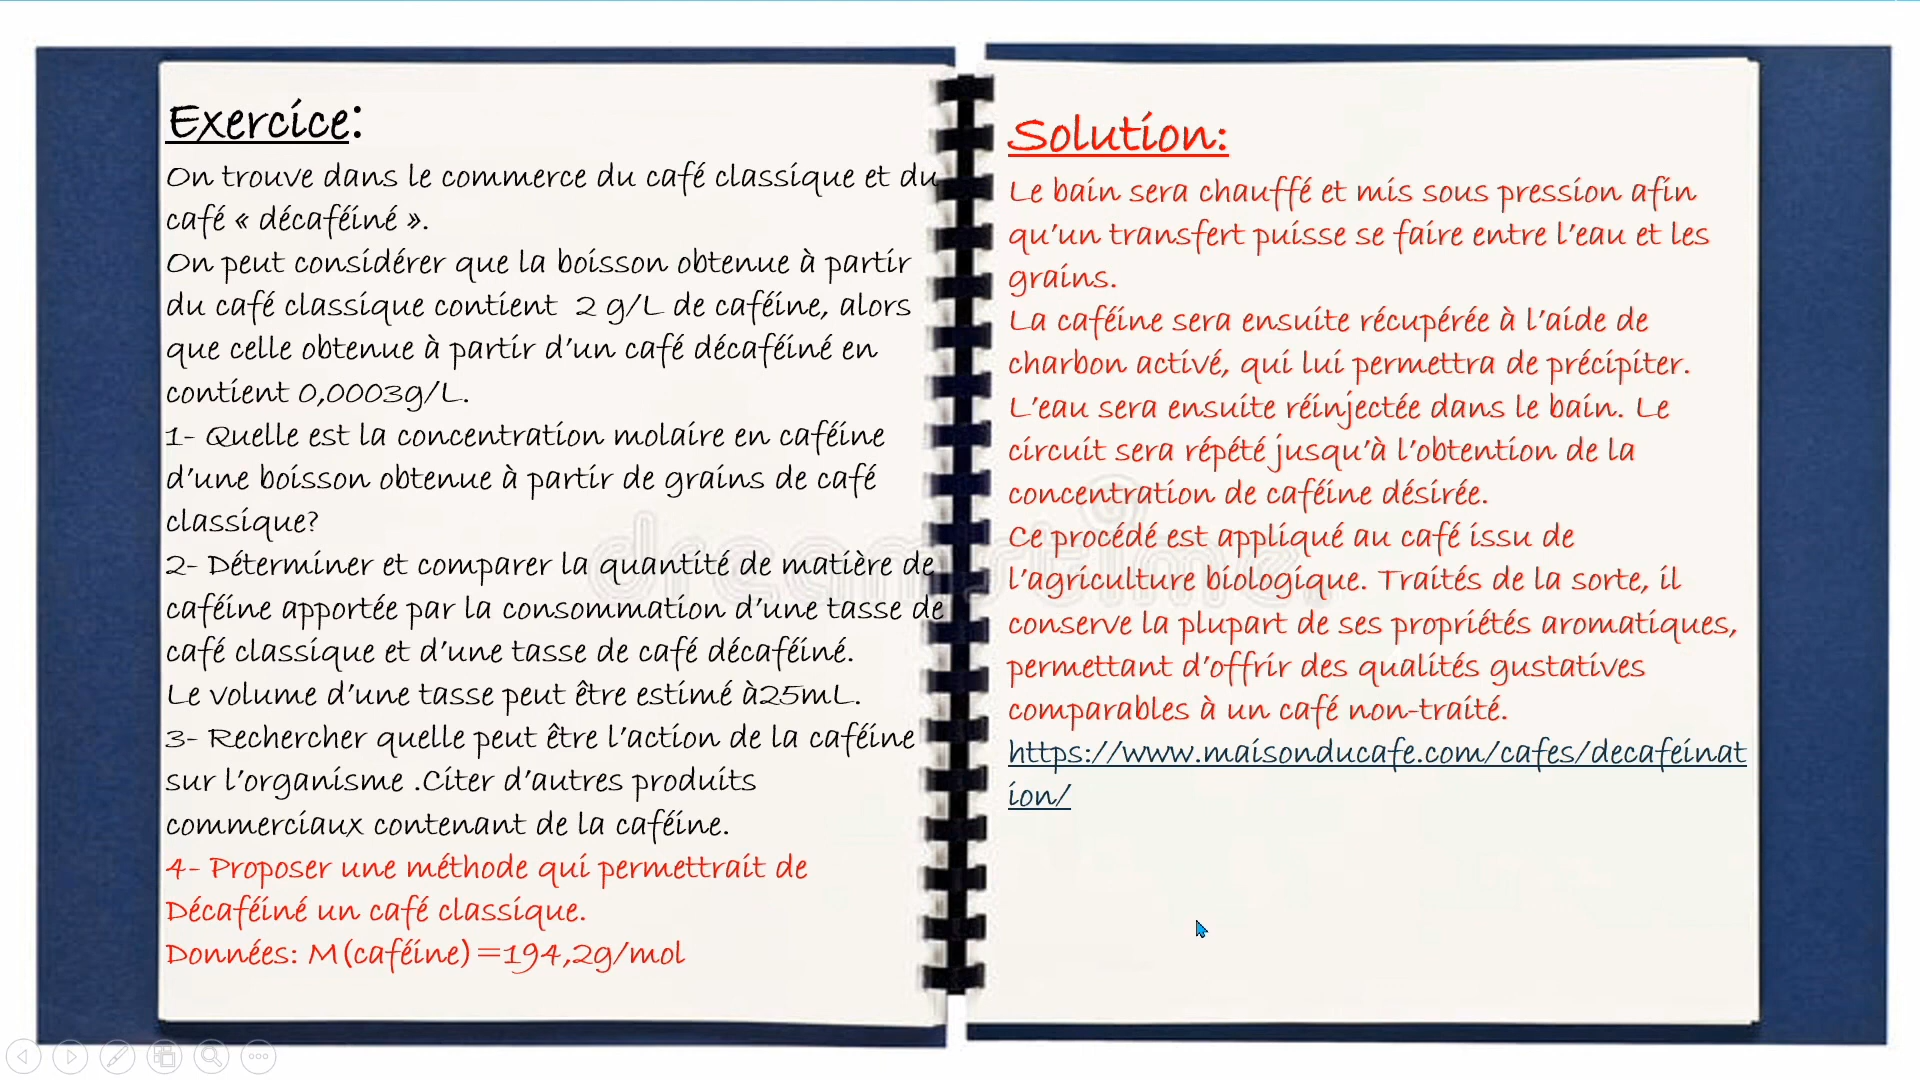 Exercice:
On trouve dans le commerce du café classique et du
café « décaféiné ».
On peut considérer que la boisson obtenue à partir
du café classique contient 2 g/L de caféine, alors
que celle obtenue à partir d’un café décaféiné en
contient 0,0003g/L.
1- Quelle est la concentration molaire en caféine
d’une boisson obtenue à partir de grains de café
classique?
2- Déterminer et comparer la quantité de matière de
caféine apportée par la consommation d’une tasse de
café classique et d’une tasse de café décaféiné.
Le volume d’une tasse peut être estimé à25mL.
3- Rechercher quelle peut être l’action de la caféine
sur l’organisme .Citer d’autres produits
commerciaux contenant de la caféine.
4- Proposer une méthode qui permettrait de
Décaféiné un café classique.
Données: M(caféine)=194,2g/mol
Solution:
Le bain sera chauffé et mis sous pression afin
qu’un transfert puisse se faire entre l’eau et les
grains.
La caféine sera ensuite récupérée à l’aide de
charbon activé, qui lui permettra de précipiter.
L’eau sera ensuite réinjectée dans le bain. Le
circuit sera répété jusqu’à l’obtention de la
concentration de caféine désirée.
Ce procédé est appliqué au café issu de
l’agriculture biologique. Traités de la sorte, il
conserve la plupart de ses propriétés aromatiques,
permettant d’offrir des qualités gustatives
comparables à un café non-traité.
https://www.maisonducafe.com/cafes/decafeinat
ion/
dreamstime